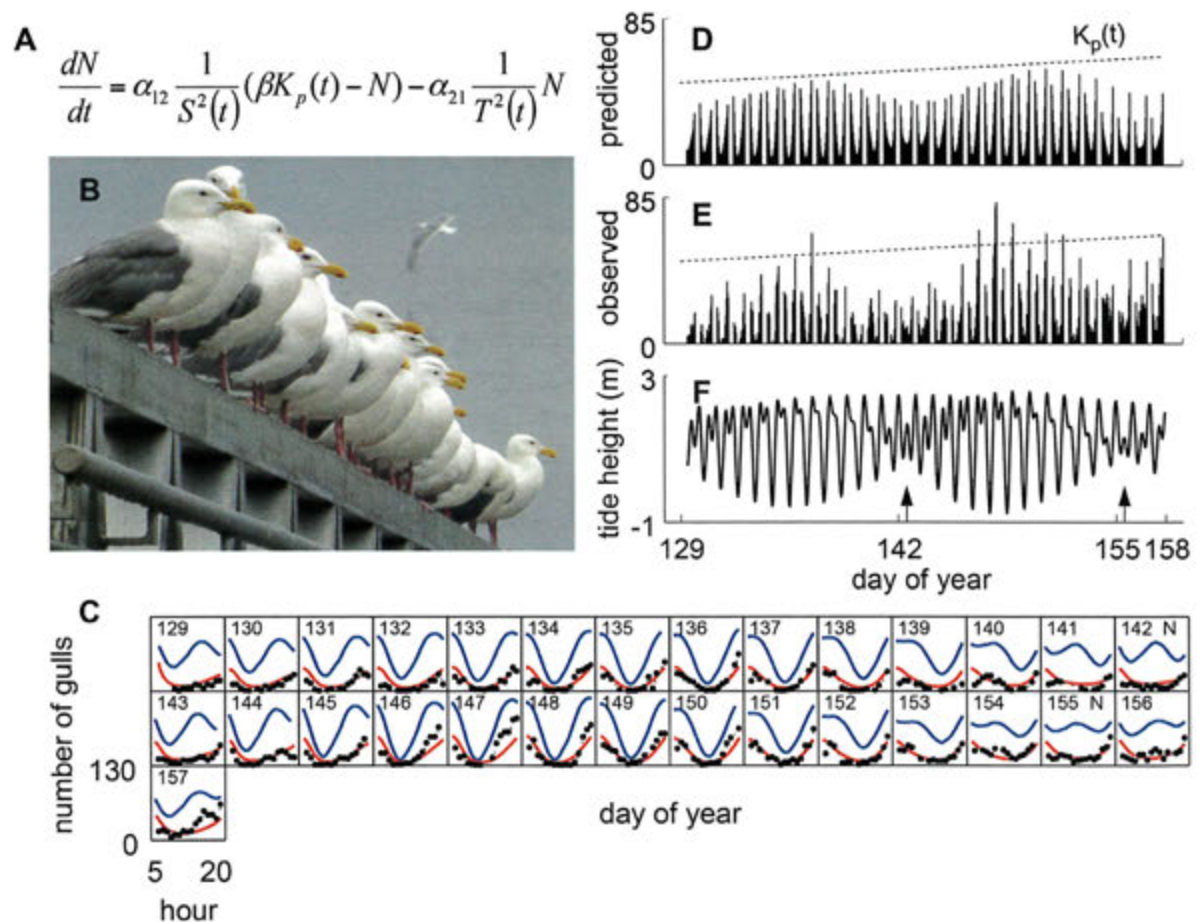 A
dN/dt = α₁₂ 1/S²(t) (βKₚ(t) − N) − α₂₁ 1/T²(t) N
B
D
Kₚ(t)
predicted
85
0
E
observed
85
0
F
tide height (m)
3
-1
129 142 155 158
day of year
C
number of gulls
129 130 131 132 133 134 135 136 137 138 139 140 141 142 N
143 144 145 146 147 148 149 150 151 152 153 154 155 N 156
130
157
0
5 20
hour
day of year